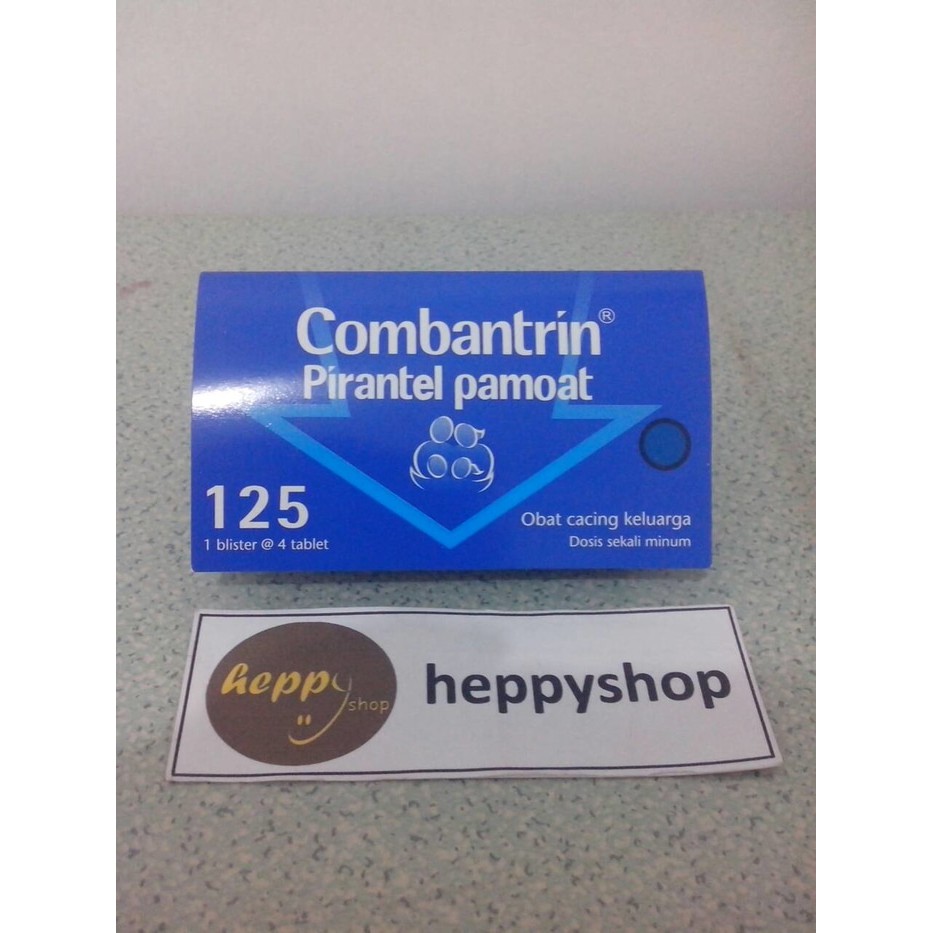 Combantrin®
Pirantel pamoat
125
1 blister @ 4 tablet
Obat cacing keluarga
Dosis sekali minum
heppy
shop
heppyshop